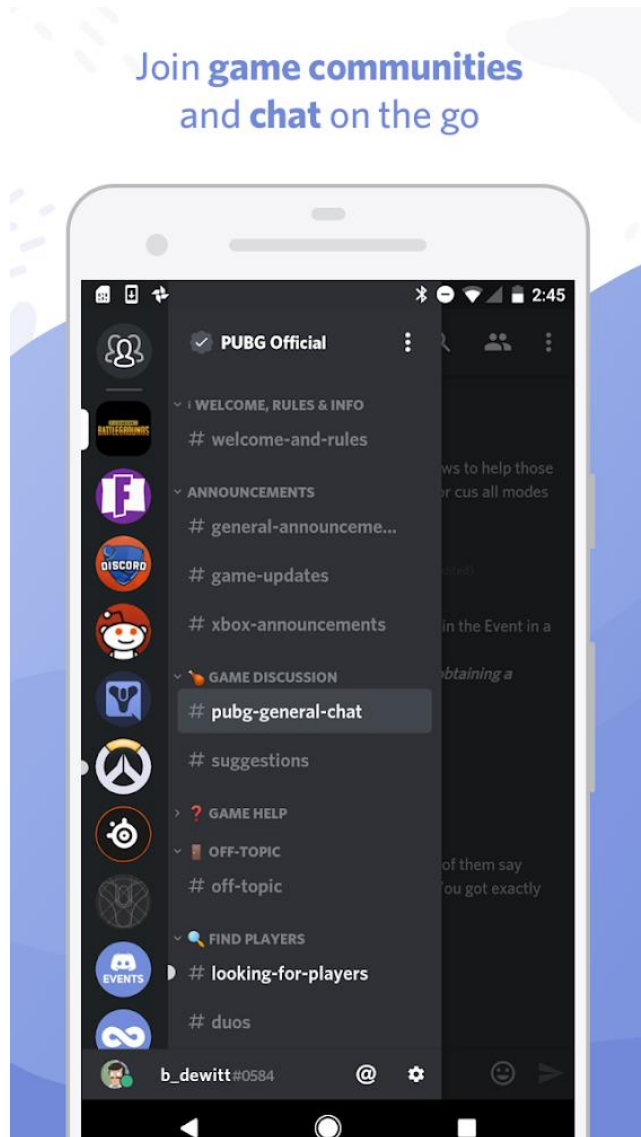 Join game communities
and chat on the go
2:45
PUBG Official
i WELCOME, RULES & INFO
# welcome-and-rules
BATTLEGROUNDS
ws to help those
ANNOUNCEMENTS
or cus all modes
F
# general-announceme...
DISCORD
# game-updates
# xbox-announcements
in the Event in a
GAME DISCUSSION
obtaining a
# pubg-general-chat
# suggestions
GAME HELP
OFF-TOPIC
of them say
# off-topic
You got exactly
FIND PLAYERS
EVENTS
# looking-for-players
# duos
b_dewitt#0584
@